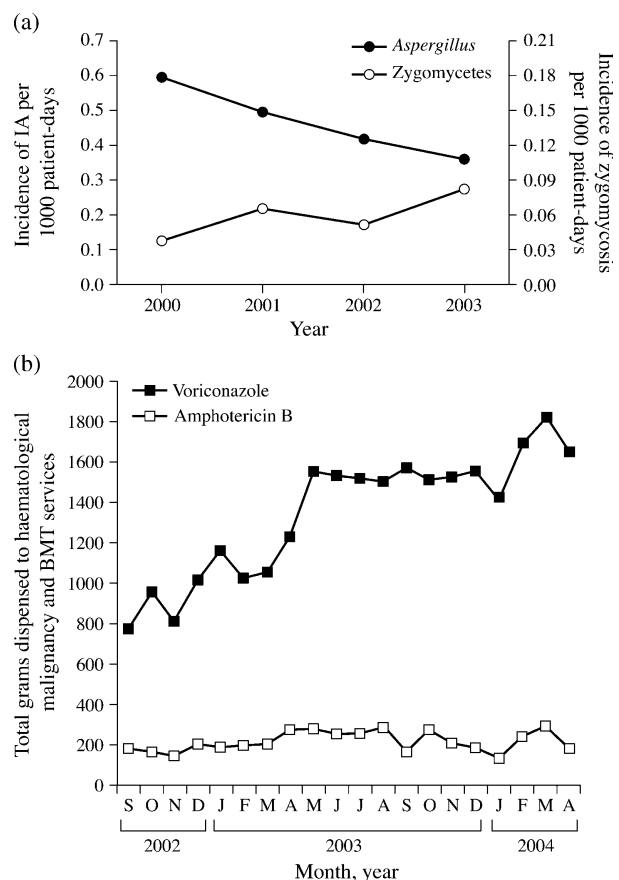 (a)
0.7
0.6
0.5
0.4
0.3
0.2
0.1
0.0
Incidence of IA per
1000 patient-days
Aspergillus
Zygomycetes
0.21
0.18
0.15
0.12
0.09
0.06
0.03
0.00
Incidence of zygomycosis
per 1000 patient-days
2000 2001 2002 2003
Year
(b)
2000
1800
1600
1400
1200
1000
800
600
400
200
0
Total grams dispensed to haematological
malignancy and BMT services
Voriconazole
Amphotericin B
S O N D J F M A M J J A S O N D J F M A
2002 2003 2004
Month, year